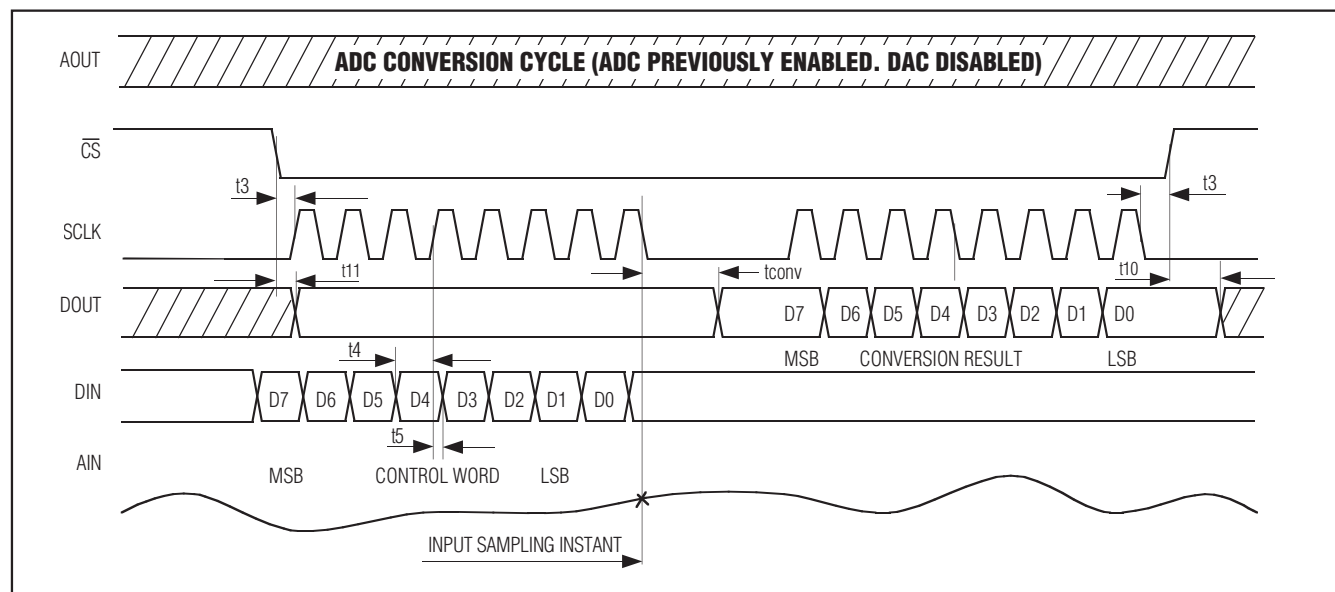 AOUT
ADC CONVERSION CYCLE (ADC PREVIOUSLY ENABLED. DAC DISABLED)
CS
t3
t3
SCLK
t11
tconv
t10
DOUT
D7 D6 D5 D4 D3 D2 D1 D0
MSB CONVERSION RESULT LSB
t4
DIN
D7 D6 D5 D4 D3 D2 D1 D0
t5
AIN
MSB CONTROL WORD LSB
INPUT SAMPLING INSTANT